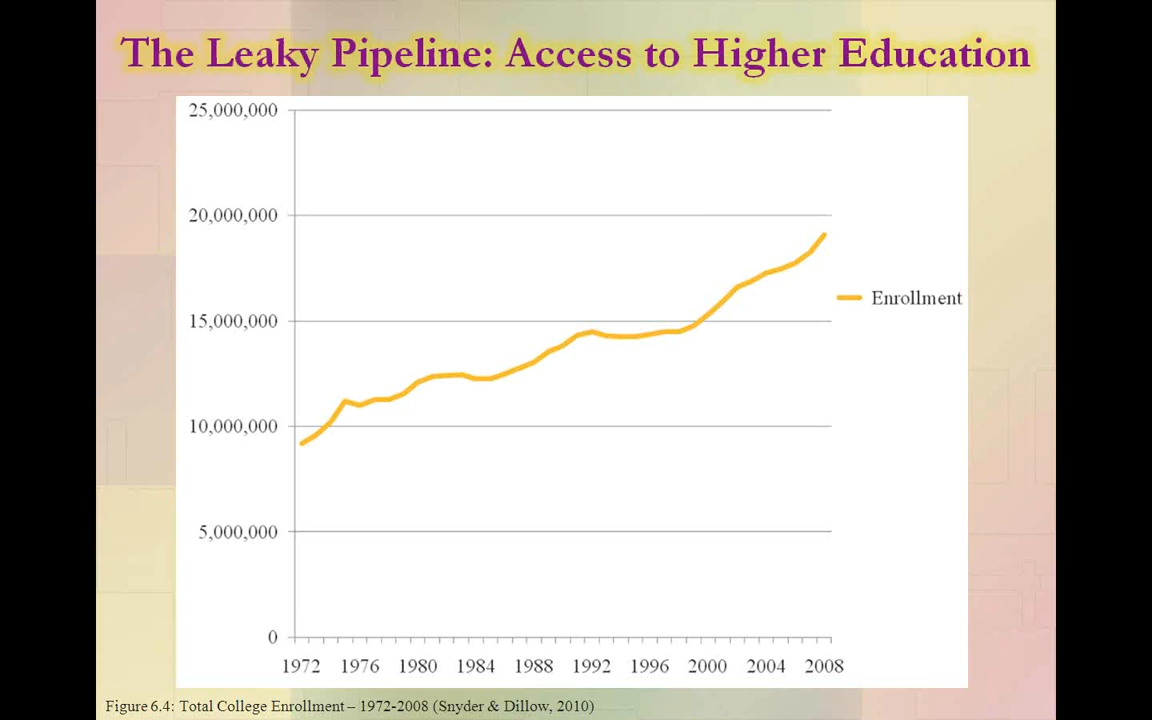 The Leaky Pipeline: Access to Higher Education
25,000,000
20,000,000
15,000,000
10,000,000
5,000,000
0
Enrollment
1972 1976 1980 1984 1988 1992 1996 2000 2004 2008
Figure 6.4: Total College Enrollment – 1972-2008 (Snyder & Dillow, 2010)